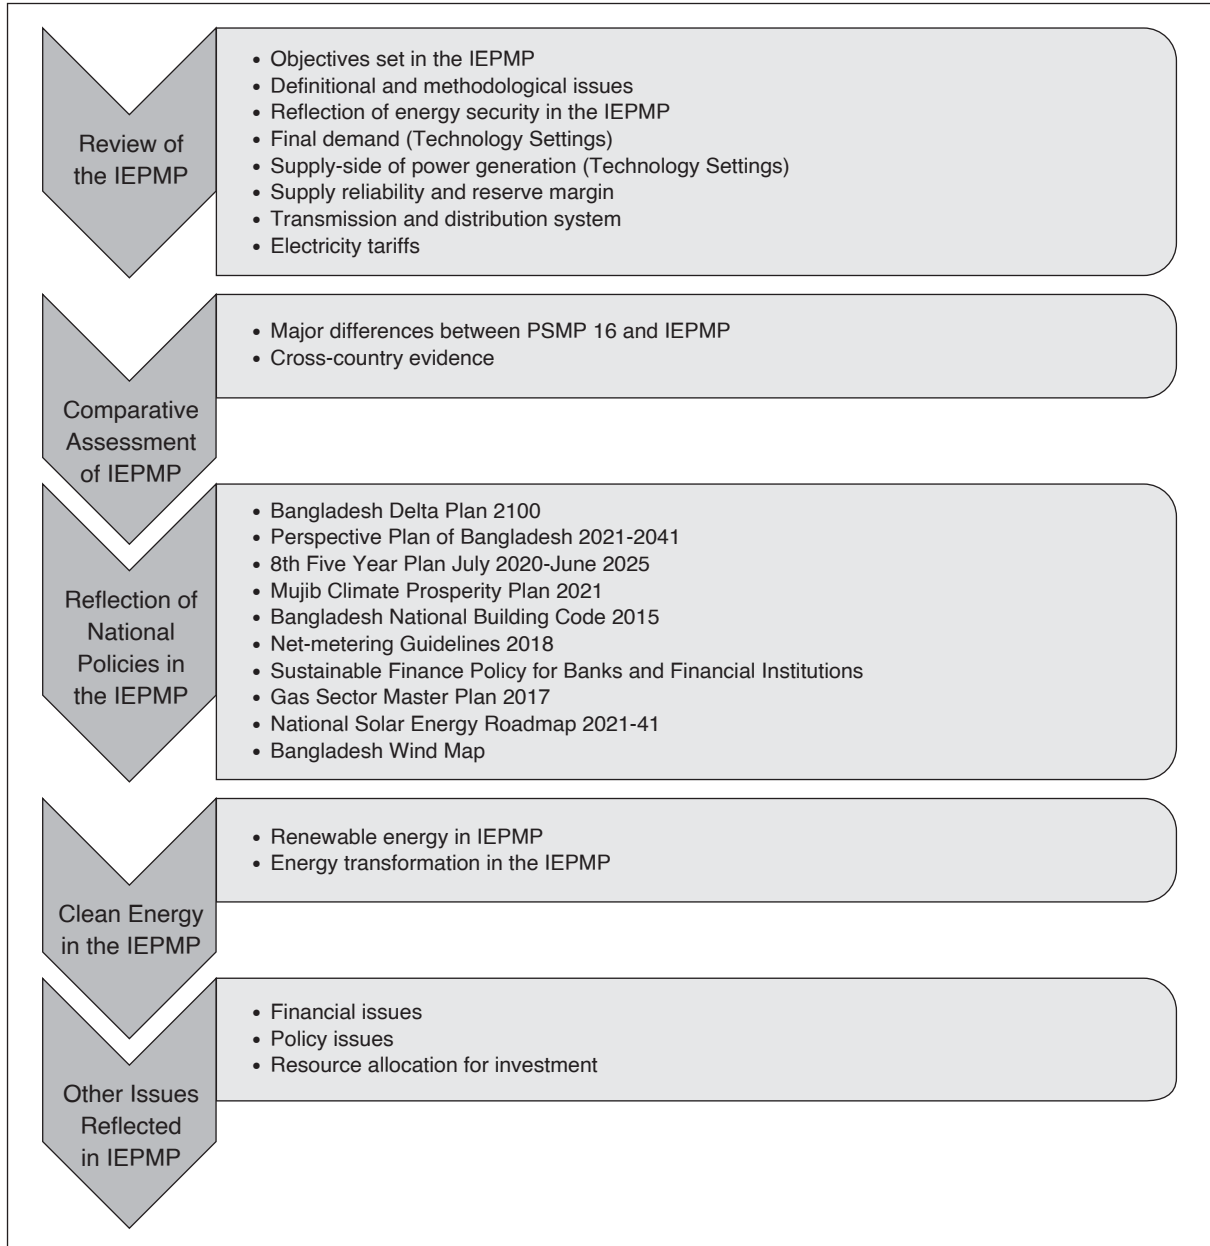 Review of
the IEPMP
• Objectives set in the IEPMP
• Definitional and methodological issues
• Reflection of energy security in the IEPMP
• Final demand (Technology Settings)
• Supply-side of power generation (Technology Settings)
• Supply reliability and reserve margin
• Transmission and distribution system
• Electricity tariffs
Comparative
Assessment
of IEPMP
• Major differences between PSMP 16 and IEPMP
• Cross-country evidence
Reflection of
National
Policies in
the IEPMP
• Bangladesh Delta Plan 2100
• Perspective Plan of Bangladesh 2021-2041
• 8th Five Year Plan July 2020-June 2025
• Mujib Climate Prosperity Plan 2021
• Bangladesh National Building Code 2015
• Net-metering Guidelines 2018
• Sustainable Finance Policy for Banks and Financial Institutions
• Gas Sector Master Plan 2017
• National Solar Energy Roadmap 2021-41
• Bangladesh Wind Map
Clean Energy
in the IEPMP
• Renewable energy in IEPMP
• Energy transformation in the IEPMP
Other Issues
Reflected
in IEPMP
• Financial issues
• Policy issues
• Resource allocation for investment